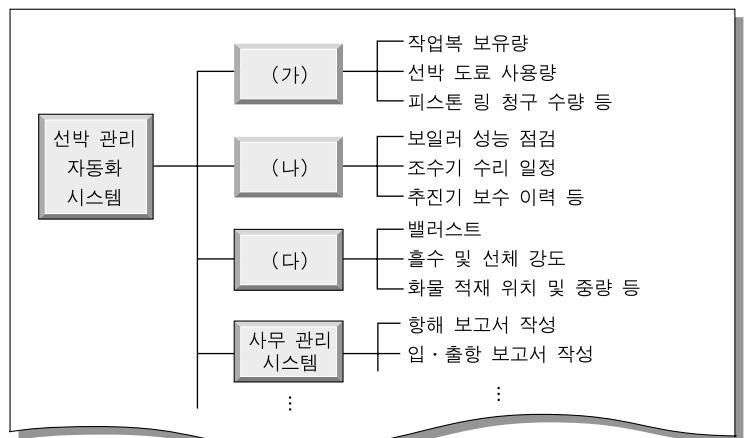 선박 관리
자동화
시스템
(가)
작업복 보유량
선박 도료 사용량
피스톤 링 청구 수량 등
(나)
보일러 성능 점검
조수기 수리 일정
추진기 보수 이력 등
(다)
밸러스트
흘수 및 선체 강도
화물 적재 위치 및 중량 등
사무 관리
시스템
항해 보고서 작성
입·출항 보고서 작성
⋮
⋮